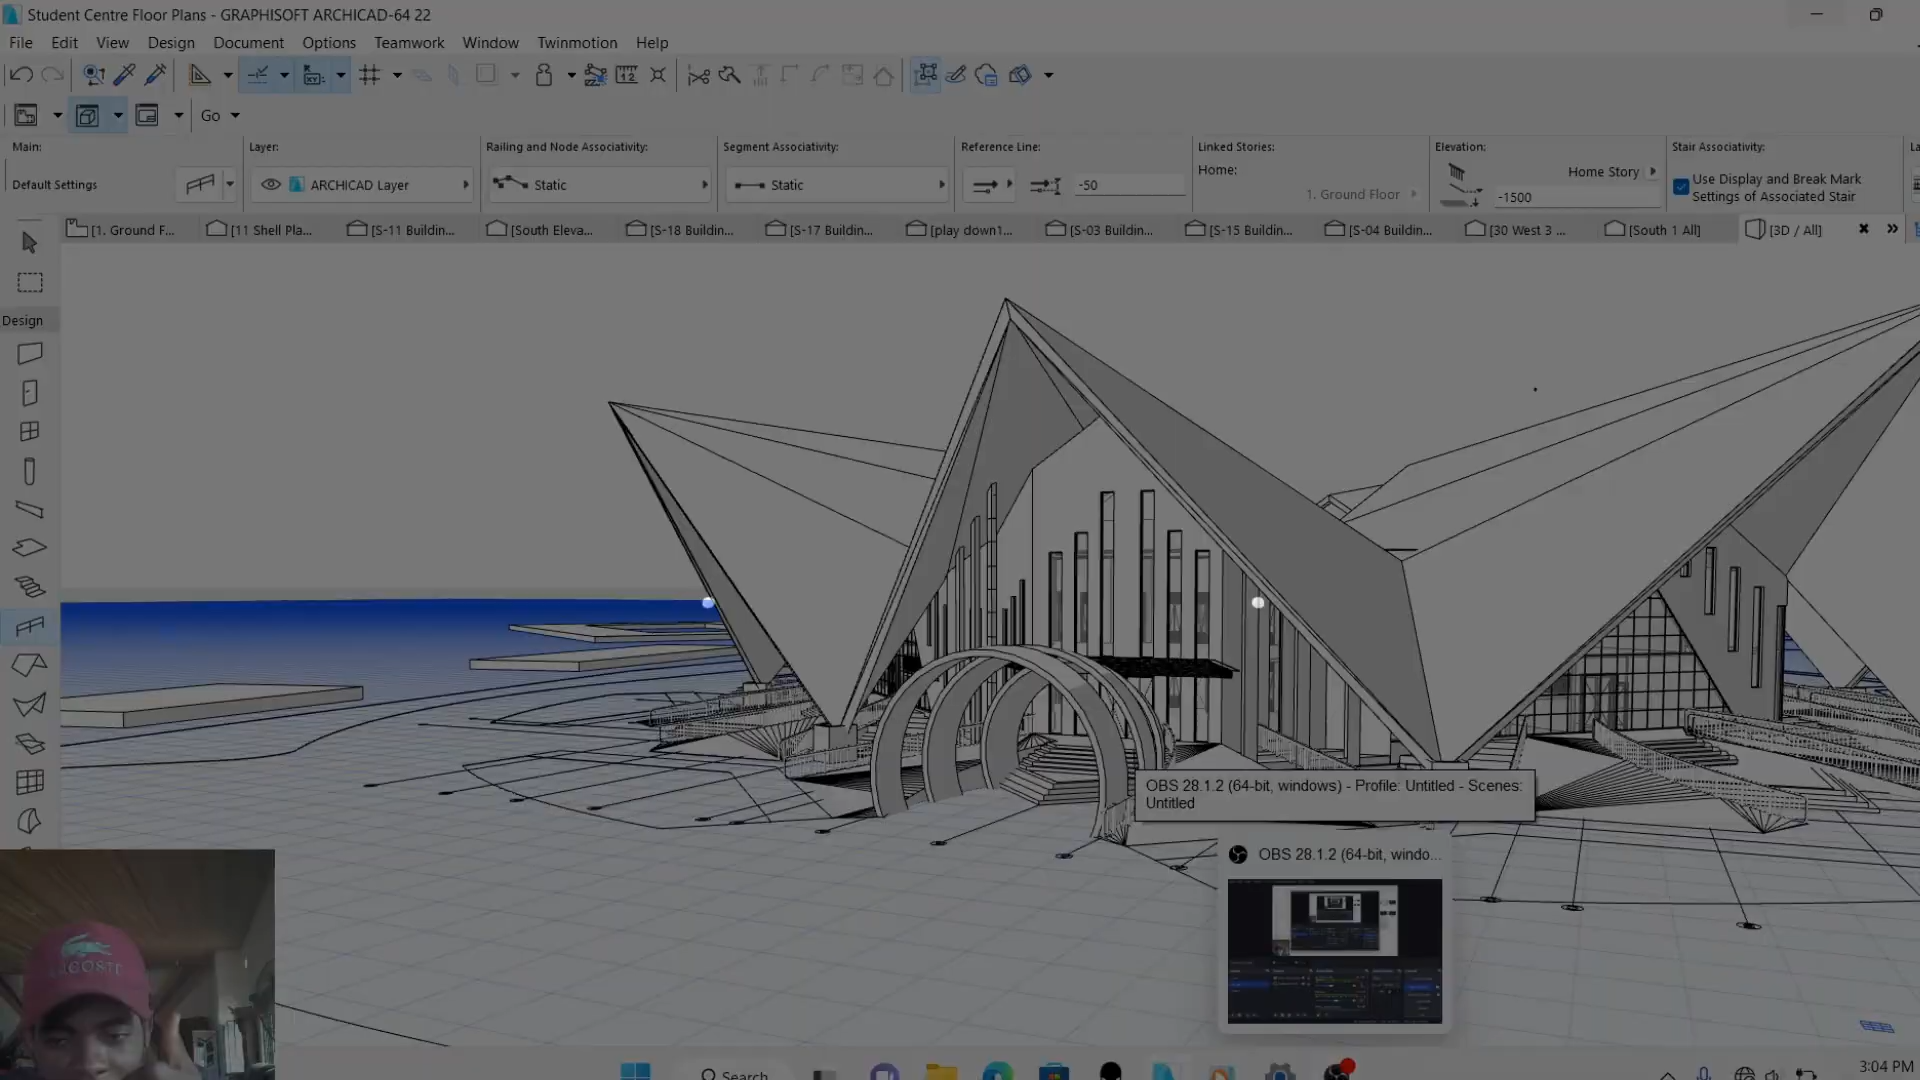 Student Centre Floor Plans - GRAPHISOFT ARCHICAD-64 22
File Edit View Design Document Options Teamwork Window Twinmotion Help
1 2
XY
Go
Main:
Layer:
Railing and Node Associativity:
Segment Associativity:
Reference Line:
Linked Stories:
Elevation:
Stair Associativity:
La
Default Settings
ARCHICAD Layer
Static
Static
-50
Home:
1. Ground Floor
Home Story
-1500
Use Display and Break Mark
Settings of Associated Stair
[1. Ground F...
[11 Shell Pla...
[S-11 Buildin...
[South Eleva...
[S-18 Buildin...
[S-17 Buildin...
[play down1...
[S-03 Buildin...
[S-15 Buildin...
[S-04 Buildin...
[30 West 3 ...
[South 1 All]
[3D / All]
Design
OBS 28.1.2 (64-bit, windows) - Profile: Untitled - Scenes:
Untitled
OBS 28.1.2 (64-bit, windo...
LACOSTE
Search
3:04 PM